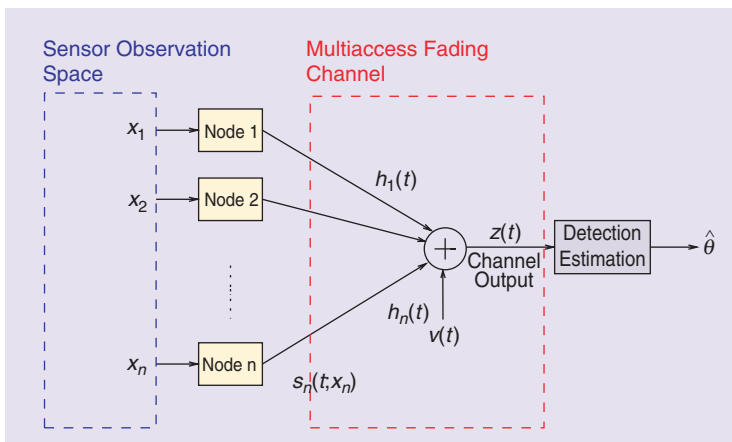 Sensor Observation
Space
Multiaccess Fading
Channel
x1
Node 1
h1(t)
x2
Node 2
z(t)
Channel
Output
Detection
Estimation
θ̂
hn(t)
v(t)
xn
Node n
sn(t;xn)